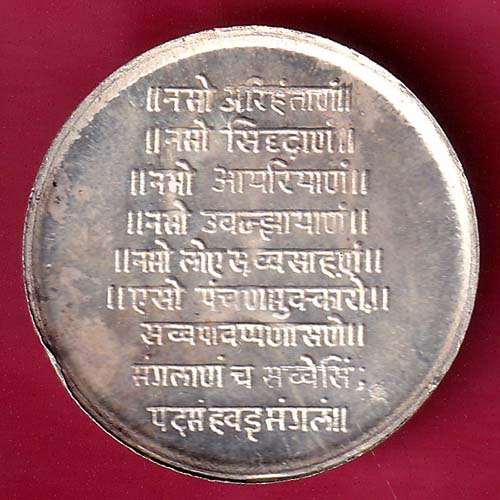 ॥नमो अरिहंताणं॥
॥नमो सिद्धाणं॥
॥नमो आयरियाणं॥
॥नमो उवज्झायाणं॥
॥नमो लोए सव्वसाहूणं॥
॥एसो पंचणमुक्कारो॥
सव्वपावप्पणासणे॥
मंगलाणं च सव्वेसिं;
पढमं हवइ मंगलं॥